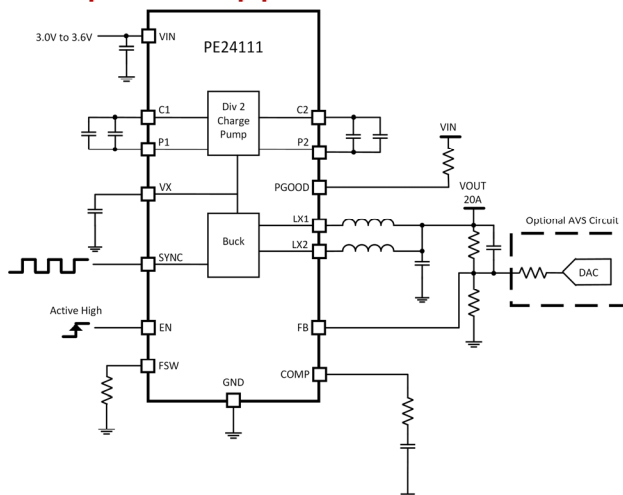 PE24111
3.0V to 3.6V
VIN
C1
Div 2
Charge
Pump
C2
P1
P2
VIN
PGOOD
VX
VOUT
20A
Buck
LX1
LX2
Optional AVS Circuit
DAC
SYNC
Active High
EN
FB
FSW
GND
COMP